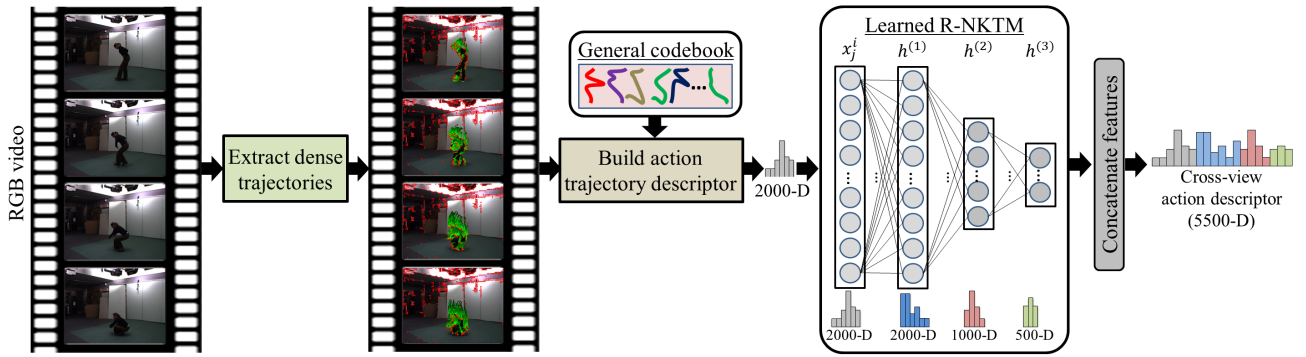 RGB video
Extract dense
trajectories
General codebook
...
Build action
trajectory descriptor
2000-D
Learned R-NKTM
x_j^i h^(1) h^(2) h^(3)
2000-D 2000-D 1000-D 500-D
Concatenate features
Cross-view
action descriptor
(5500-D)